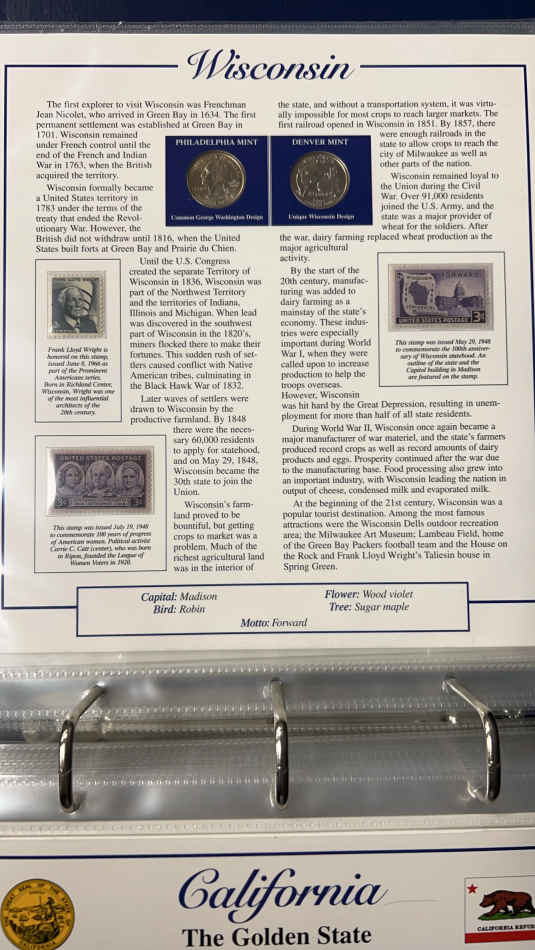 Wisconsin
The first explorer to visit Wisconsin was Frenchman
Jean Nicolet, who arrived in Green Bay in 1634. The first
permanent settlement was established at Green Bay in
1701. Wisconsin remained
under French control until the
end of the French and Indian
War in 1763, when the British
acquired the territory.
Wisconsin formally became
a United States territory in
1783 under the terms of the
treaty that ended the Revol-
utionary War. However, the
British did not withdraw until 1816, when the United
States built forts at Green Bay and Prairie du Chien.
Until the U.S. Congress
created the separate Territory of
Wisconsin in 1836, Wisconsin was
part of the Northwest Territory
and the territories of Indiana,
Illinois and Michigan. When lead
was discovered in the southwest
part of Wisconsin in the 1820's,
miners flocked there to make their
fortunes. This sudden rush of set-
tlers caused conflict with Native
American tribes, culminating in
the Black Hawk War of 1832.
Later waves of settlers were
drawn to Wisconsin by the
productive farmland. By 1848
there were the neces-
sary 60,000 residents
to apply for statehood,
and on May 29, 1848,
Wisconsin became the
30th state to join the
Union.
Wisconsin's farm-
land proved to be
bountiful, but getting
crops to market was a
problem. Much of the
richest agricultural land
was in the interior of
Frank Lloyd Wright is
honored on this stamp,
issued June 8, 1966 as
part of the Prominent
Americans series.
Born in Richland Center,
Wisconsin, Wright was one
of the most influential
architects of the
20th century.
UNITED STATES POSTAGE
This stamp was issued July 19, 1948
to commemorate 100 years of progress
of American women. Political activist
Carrie C. Catt (center), who was born
in Ripon, founded the League of
Women Voters in 1920.
PHILADELPHIA MINT
Common George Washington Design
DENVER MINT
Unique Wisconsin Design
the state, and without a transportation system, it was virtu-
ally impossible for most crops to reach larger markets. The
first railroad opened in Wisconsin in 1851. By 1857, there
were enough railroads in the
state to allow crops to reach the
city of Milwaukee as well as
other parts of the nation.
Wisconsin remained loyal to
the Union during the Civil
War. Over 91,000 residents
joined the U.S. Army, and the
state was a major provider of
wheat for the soldiers. After
the war, dairy farming replaced wheat production as the
major agricultural
activity.
By the start of the
20th century, manufac-
turing was added to
dairy farming as a
mainstay of the state's
economy. These indus-
tries were especially
important during World
War I, when they were
called upon to increase
production to help the
troops overseas.
However, Wisconsin
was hit hard by the Great Depression, resulting in unem-
ployment for more than half of all state residents.
During World War II, Wisconsin once again became a
major manufacturer of war materiel, and the state's farmers
produced record crops as well as record amounts of dairy
products and eggs. Prosperity continued after the war due
to the manufacturing base. Food processing also grew into
an important industry, with Wisconsin leading the nation in
output of cheese, condensed milk and evaporated milk.
At the beginning of the 21st century, Wisconsin was a
popular tourist destination. Among the most famous
attractions were the Wisconsin Dells outdoor recreation
area; the Milwaukee Art Museum; Lambeau Field, home
of the Green Bay Packers football team and the House on
the Rock and Frank Lloyd Wright's Taliesin house in
Spring Green.
FORWARD
3¢
UNITED STATES POSTAGE
This stamp was issued May 29, 1948
to commemorate the 100th anniver-
sary of Wisconsin statehood. An
outline of the state and the
Capitol building in Madison
are featured on the stamp.
Capital: Madison
Flower: Wood violet
Bird: Robin
Tree: Sugar maple
Motto: Forward
California
The Golden State
CALIFORNIA REPUB